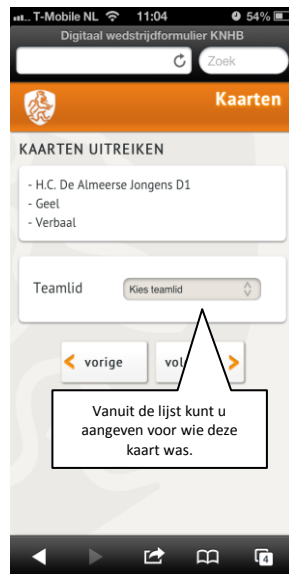 T-Mobile NL 11:04 54%
Digitaal wedstrijdformulier KNHB
Zoek
Kaarten
KAARTEN UITREIKEN
- H.C. De Almeerse Jongens D1
- Geel
- Verbaal
Teamlid Kies teamlid
vorige vol
Vanuit de lijst kunt u
aangeven voor wie deze
kaart was.
4